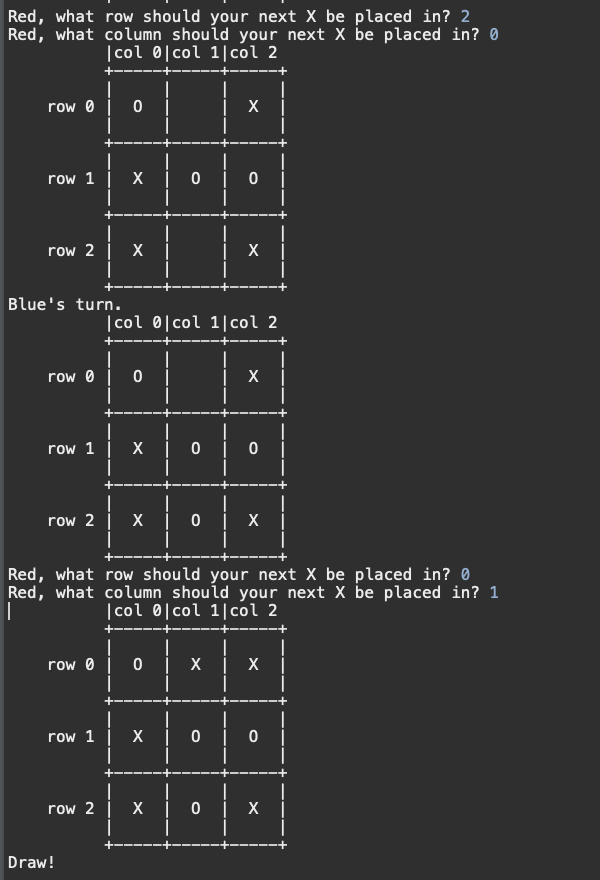 Red, what row should your next X be placed in? 2
Red, what column should your next X be placed in? 0
          |col 0|col 1|col 2
          +-----+-----+-----+
          |     |     |     |
    row 0 |  O  |     |  X  |
          |     |     |     |
          +-----+-----+-----+
          |     |     |     |
    row 1 |  X  |  O  |  O  |
          |     |     |     |
          +-----+-----+-----+
          |     |     |     |
    row 2 |  X  |     |  X  |
          |     |     |     |
          +-----+-----+-----+
Blue's turn.
          |col 0|col 1|col 2
          +-----+-----+-----+
          |     |     |     |
    row 0 |  O  |     |  X  |
          |     |     |     |
          +-----+-----+-----+
          |     |     |     |
    row 1 |  X  |  O  |  O  |
          |     |     |     |
          +-----+-----+-----+
          |     |     |     |
    row 2 |  X  |  O  |  X  |
          |     |     |     |
          +-----+-----+-----+
Red, what row should your next X be placed in? 0
Red, what column should your next X be placed in? 1
          |col 0|col 1|col 2
          +-----+-----+-----+
          |     |     |     |
    row 0 |  O  |  X  |  X  |
          |     |     |     |
          +-----+-----+-----+
          |     |     |     |
    row 1 |  X  |  O  |  O  |
          |     |     |     |
          +-----+-----+-----+
          |     |     |     |
    row 2 |  X  |  O  |  X  |
          |     |     |     |
          +-----+-----+-----+
Draw!